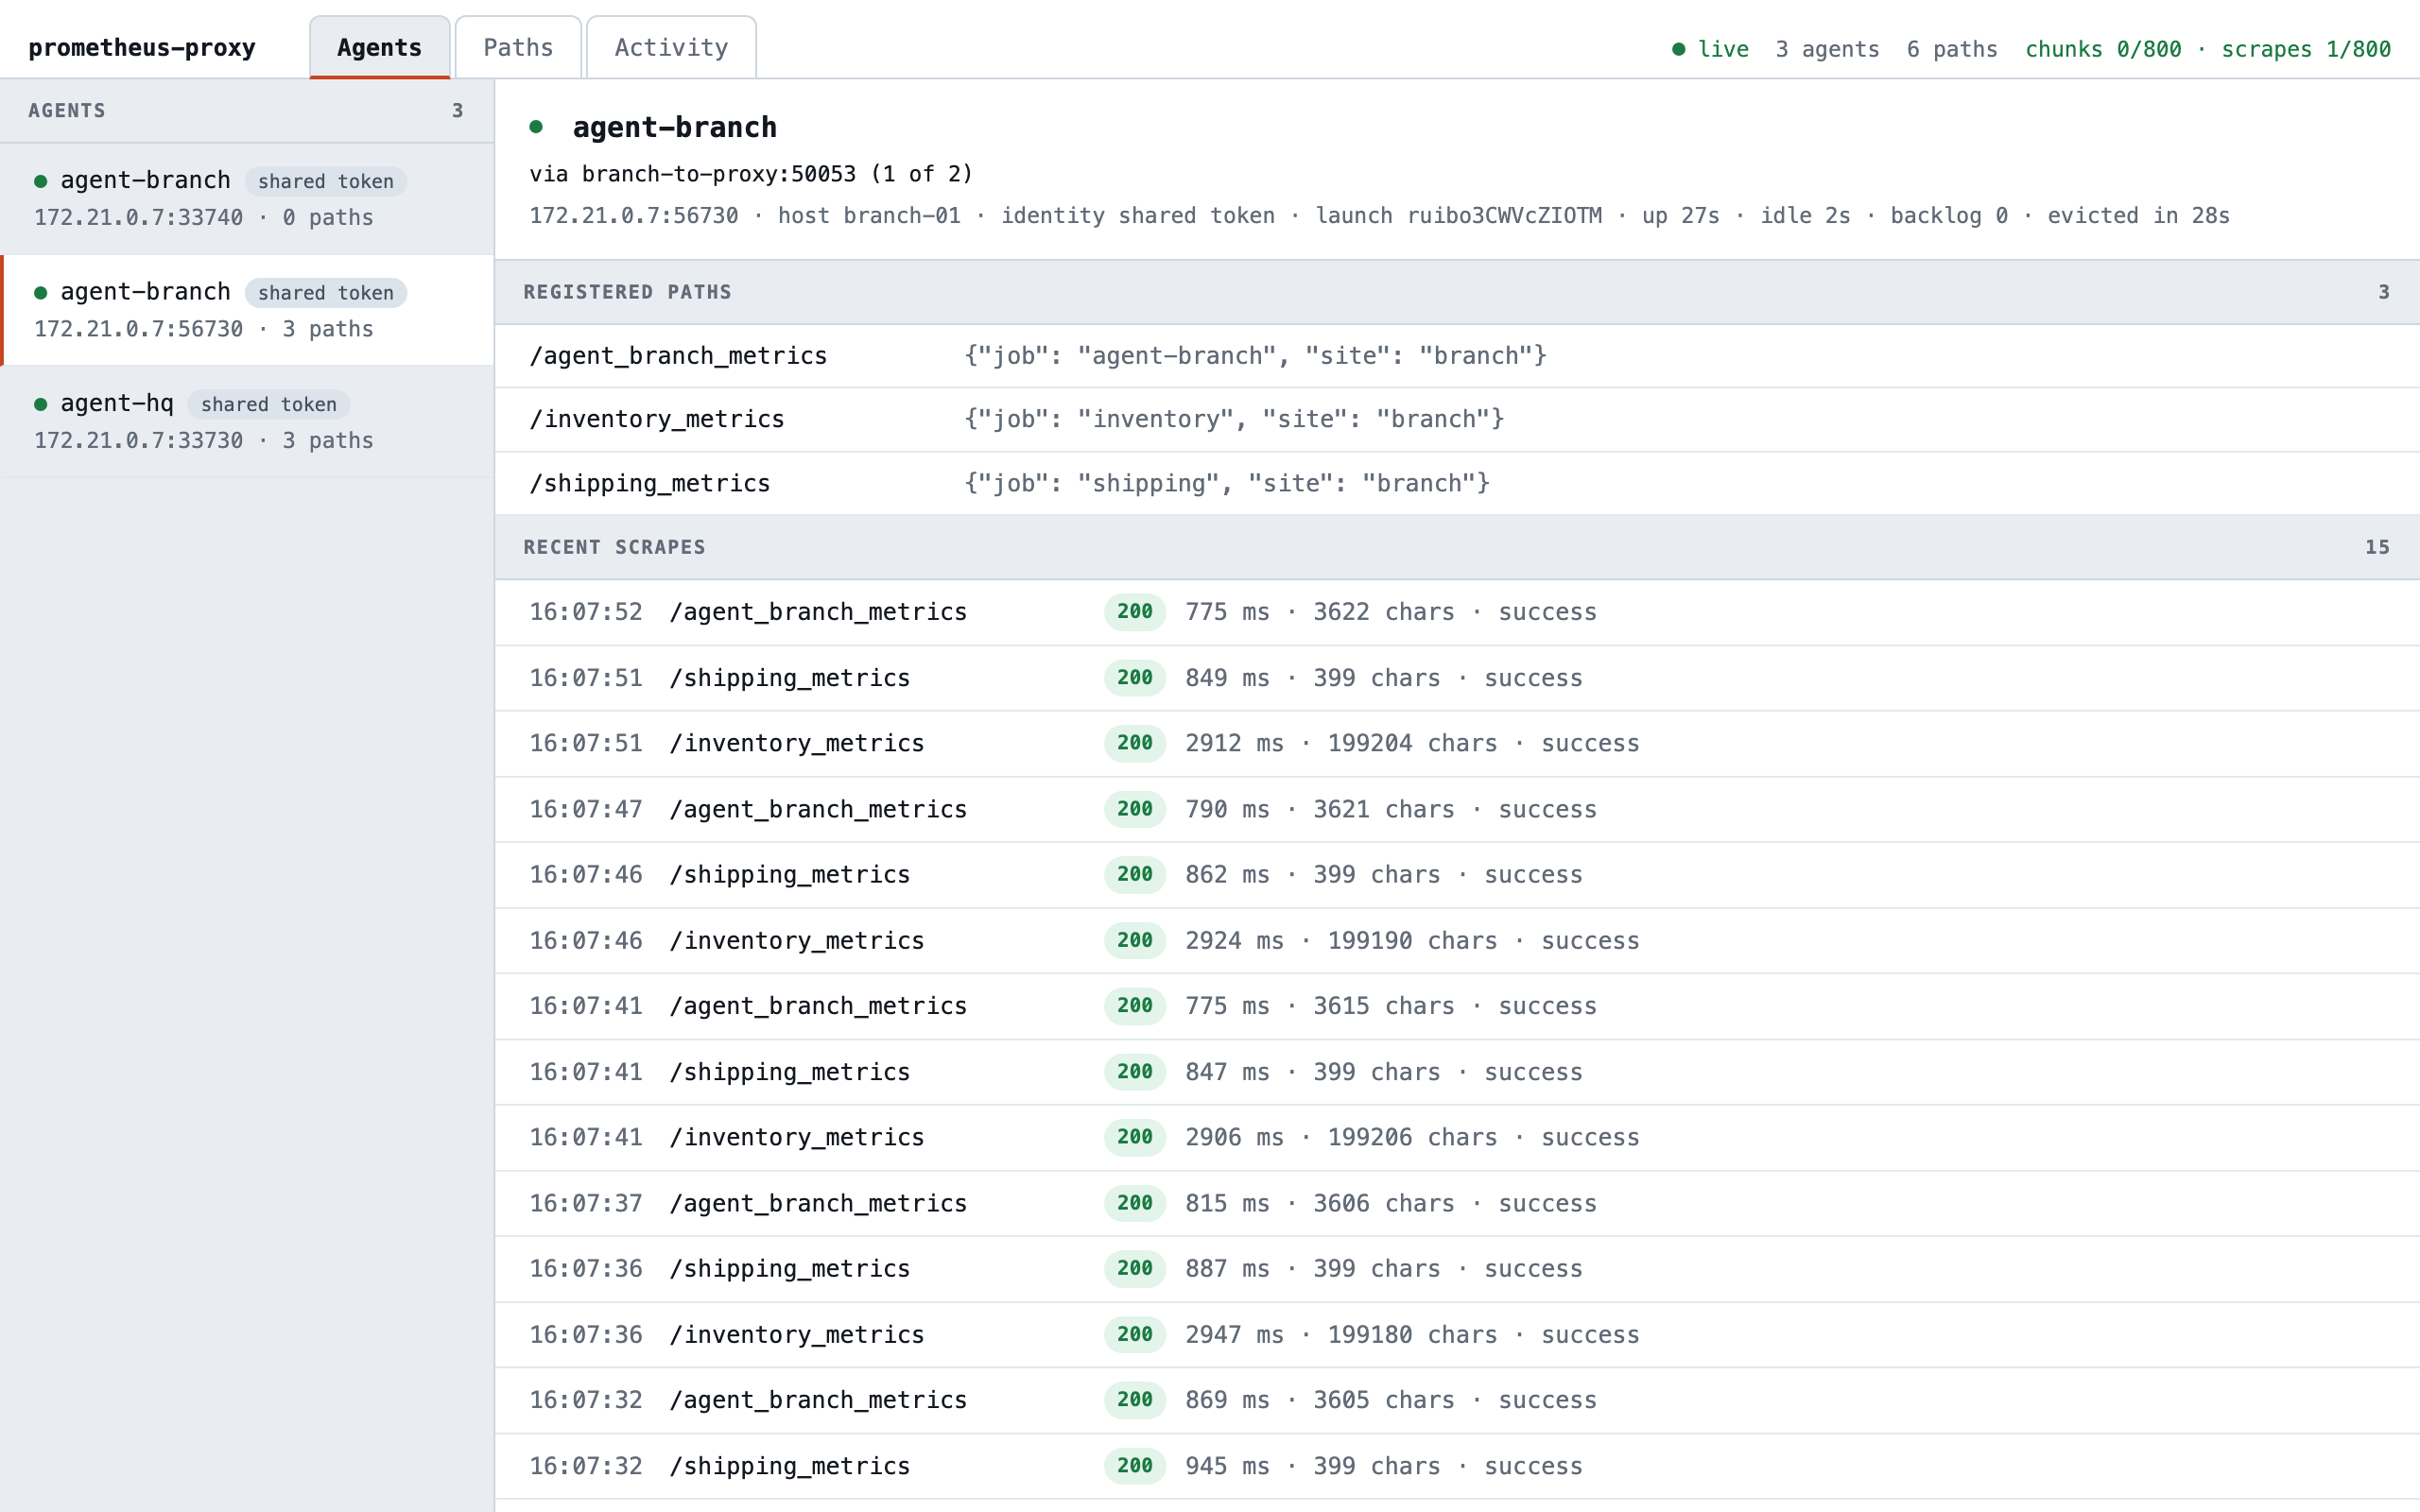 prometheus-proxy Agents Paths Activity live 3 agents 6 paths chunks 0/800 · scrapes 1/800
AGENTS 3
agent-branch shared token
172.21.0.7:33740 · 0 paths
agent-branch shared token
172.21.0.7:56730 · 3 paths
agent-hq shared token
172.21.0.7:33730 · 3 paths
agent-branch
via branch-to-proxy:50053 (1 of 2)
172.21.0.7:56730 · host branch-01 · identity shared token · launch ruibo3CWVcZIOTM · up 27s · idle 2s · backlog 0 · evicted in 28s
REGISTERED PATHS 3
/agent_branch_metrics {"job": "agent-branch", "site": "branch"}
/inventory_metrics {"job": "inventory", "site": "branch"}
/shipping_metrics {"job": "shipping", "site": "branch"}
RECENT SCRAPES 15
16:07:52 /agent_branch_metrics 200 775 ms · 3622 chars · success
16:07:51 /shipping_metrics 200 849 ms · 399 chars · success
16:07:51 /inventory_metrics 200 2912 ms · 199204 chars · success
16:07:47 /agent_branch_metrics 200 790 ms · 3621 chars · success
16:07:46 /shipping_metrics 200 862 ms · 399 chars · success
16:07:46 /inventory_metrics 200 2924 ms · 199190 chars · success
16:07:41 /agent_branch_metrics 200 775 ms · 3615 chars · success
16:07:41 /shipping_metrics 200 847 ms · 399 chars · success
16:07:41 /inventory_metrics 200 2906 ms · 199206 chars · success
16:07:37 /agent_branch_metrics 200 815 ms · 3606 chars · success
16:07:36 /shipping_metrics 200 887 ms · 399 chars · success
16:07:36 /inventory_metrics 200 2947 ms · 199180 chars · success
16:07:32 /agent_branch_metrics 200 869 ms · 3605 chars · success
16:07:32 /shipping_metrics 200 945 ms · 399 chars · success